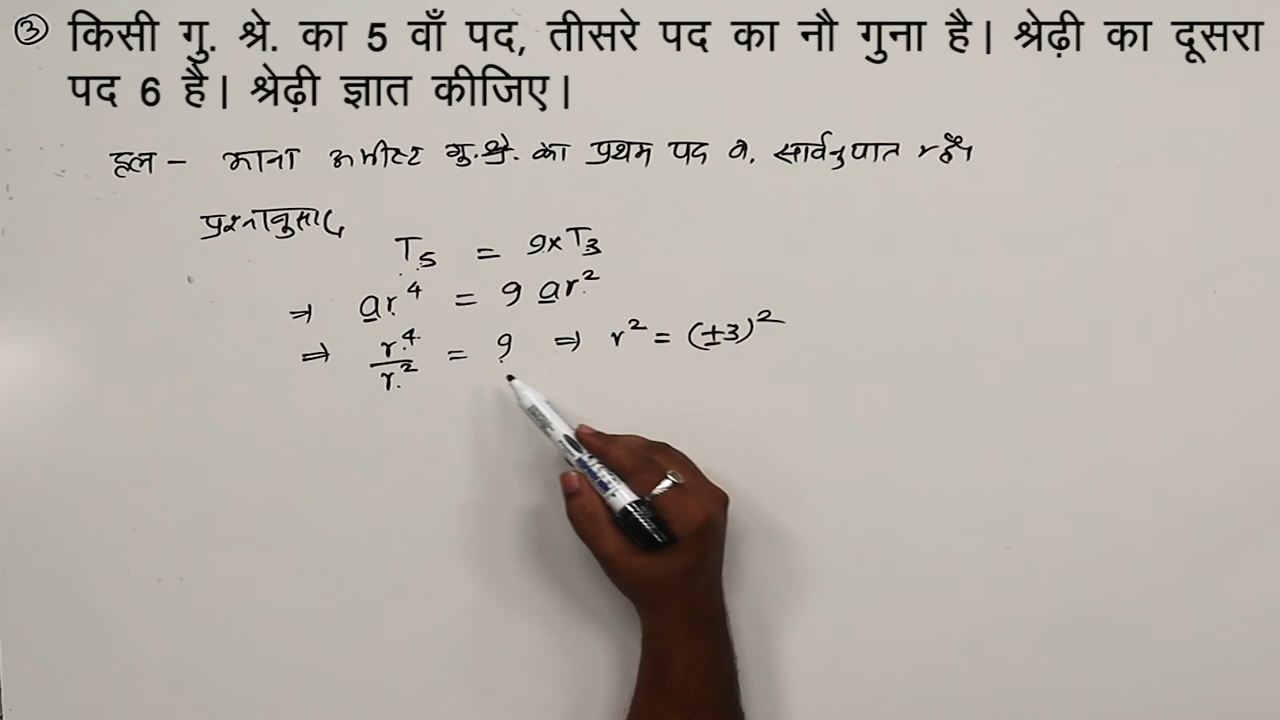 ③ किसी गु. श्रे. का 5 वाँ पद, तीसरे पद का नौ गुना है। श्रेढ़ी का दूसरा
पद 6 है। श्रेढ़ी ज्ञात कीजिए।
हल – माना अभीष्ट गु.श्रे. का प्रथम पद a, सार्वनुपात r है।
प्रश्नानुसार,
T₅ = 9×T₃
⇒ ar⁴ = 9 ar²
⇒ r⁴/r² = 9 ⇒ r² = (±3)²